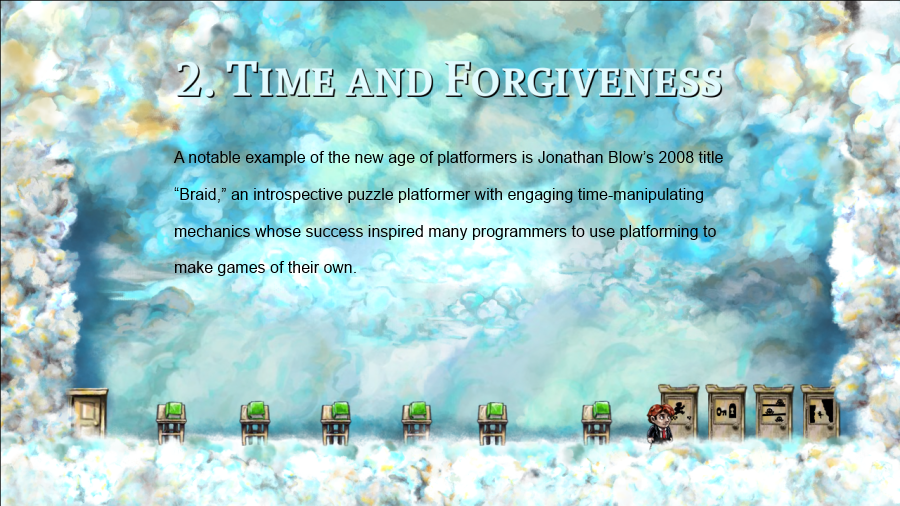 2. Time and Forgiveness
A notable example of the new age of platformers is Jonathan Blow’s 2008 title
“Braid,” an introspective puzzle platformer with engaging time-manipulating
mechanics whose success inspired many programmers to use platforming to
make games of their own.